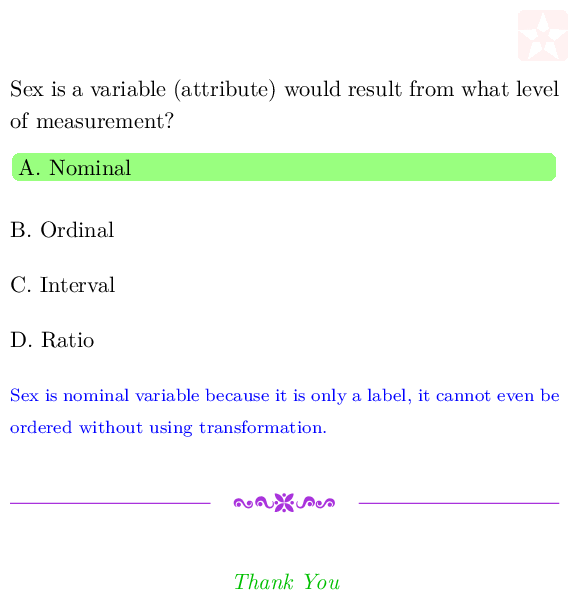 Sex is a variable (attribute) would result from what level
of measurement?
A. Nominal
B. Ordinal
C. Interval
D. Ratio
Sex is nominal variable because it is only a label, it cannot even be
ordered without using transformation.
Thank You